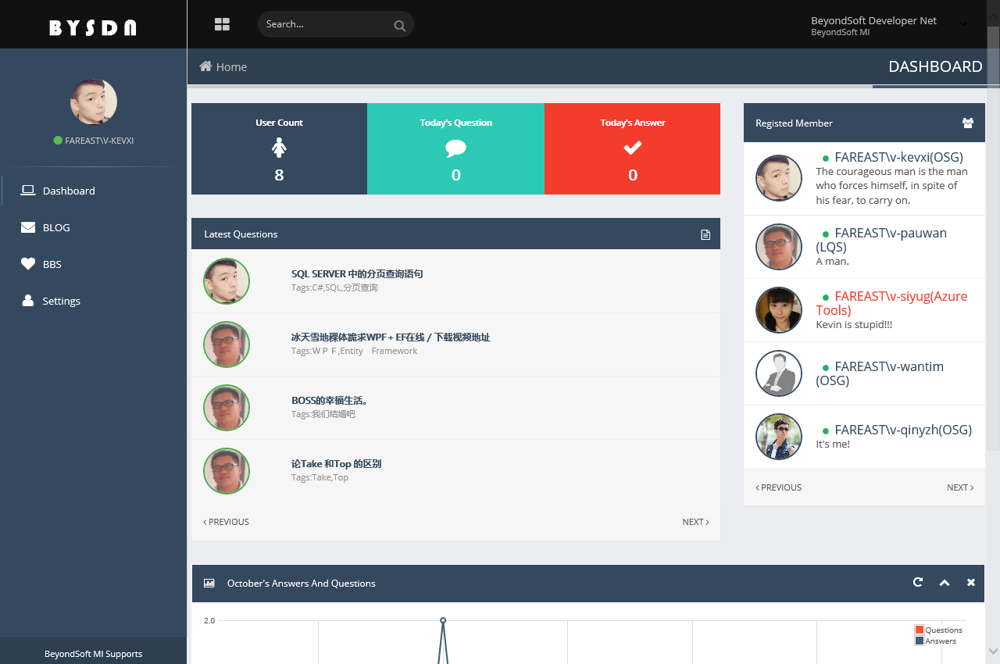 BYSDN
Search...
BeyondSoft Developer Net
BeyondSoft MI
Home
DASHBOARD
FAREAST\V-KEVXI
Dashboard
BLOG
BBS
Settings
BeyondSoft MI Supports
User Count
8
Today's Question
0
Today's Answer
0
Latest Questions
SQL SERVER 中的分页查询语句
Tags:C#,SQL,分页查询
冰天雪地裸体跪求WPF + EF在线 / 下载视频地址
Tags:ＷＰＦ,Entity　Framework
BOSS的幸福生活。
Tags:我们结婚吧
论Take 和Top 的区别
Tags:Take,Top
‹ PREVIOUS
NEXT ›
Registed Member
FAREAST\v-kevxi(OSG)
The courageous man is the man
who forces himself, in spite of
his fear, to carry on.
FAREAST\v-pauwan
(LQS)
A man.
FAREAST\v-siyug(Azure
Tools)
Kevin is stupid!!!
FAREAST\v-wantim
(OSG)
FAREAST\v-qinyzh(OSG)
It's me!
‹ PREVIOUS
NEXT ›
October's Answers And Questions
2.0
Questions
Answers